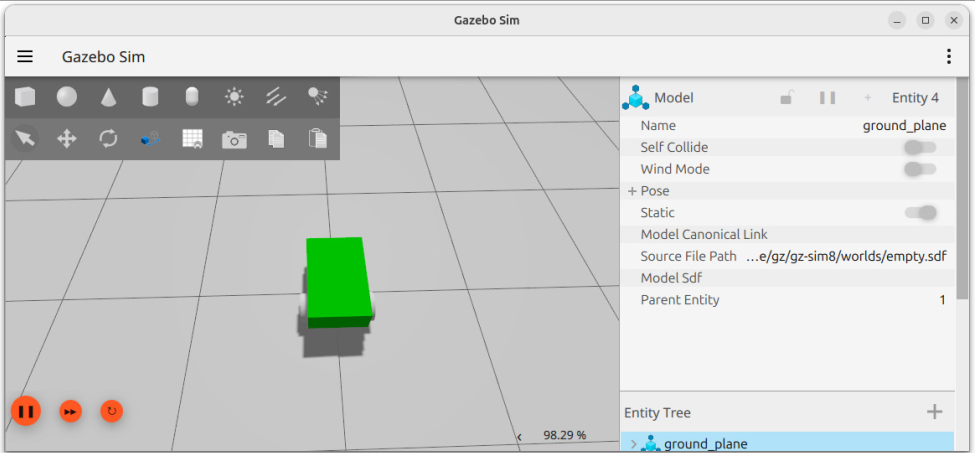 Gazebo Sim
Gazebo Sim
Model Entity 4
Name ground_plane
Self Collide
Wind Mode
+ Pose
Static
Model Canonical Link
Source File Path ...e/gz/gz-sim8/worlds/empty.sdf
Model Sdf
Parent Entity 1
98.29 %
Entity Tree
ground_plane